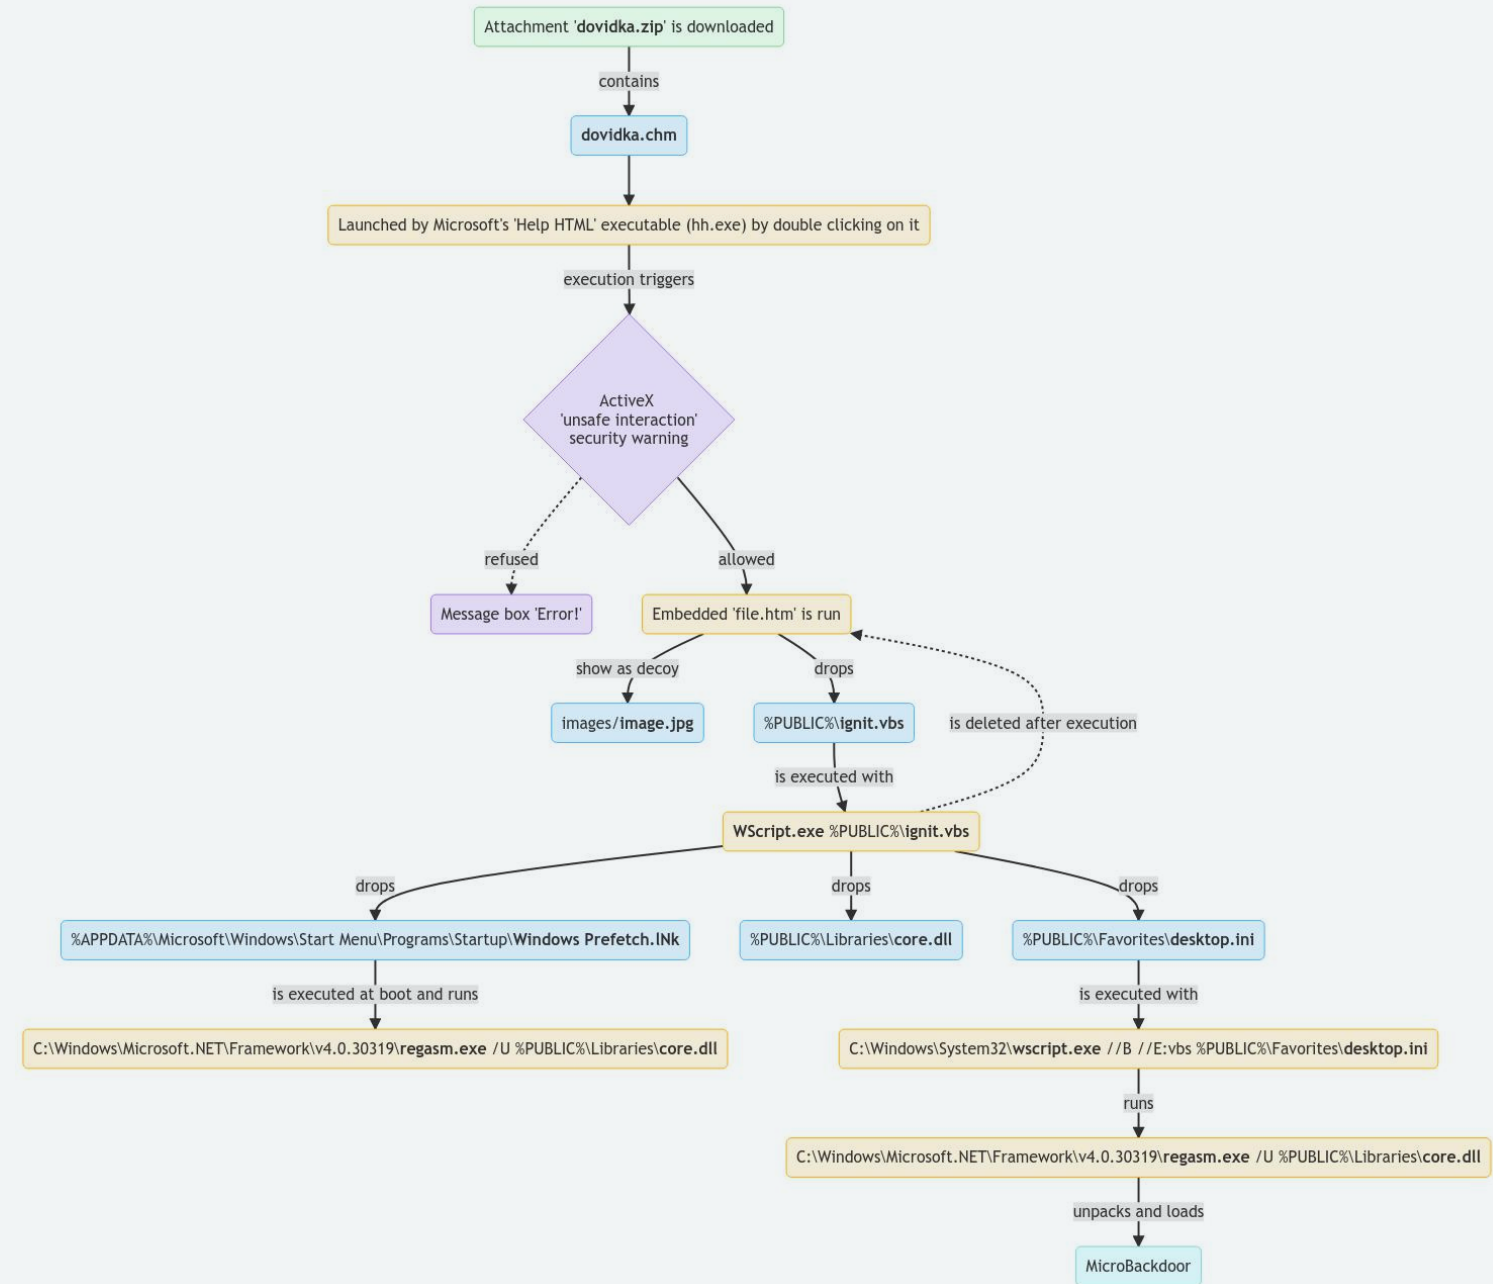 Attachment 'dovidka.zip' is downloaded
contains
dovidka.chm
Launched by Microsoft's 'Help HTML' executable (hh.exe) by double clicking on it
execution triggers
ActiveX
'unsafe interaction'
security warning
refused
allowed
Message box 'Error!'
Embedded 'file.htm' is run
show as decoy
drops
images/image.jpg
%PUBLIC%\ignit.vbs
is deleted after execution
is executed with
WScript.exe %PUBLIC%\ignit.vbs
drops
drops
drops
%APPDATA%\Microsoft\Windows\Start Menu\Programs\Startup\Windows Prefetch.lNk
%PUBLIC%\Libraries\core.dll
%PUBLIC%\Favorites\desktop.ini
is executed at boot and runs
is executed with
C:\Windows\Microsoft.NET\Framework\v4.0.30319\regasm.exe /U %PUBLIC%\Libraries\core.dll
C:\Windows\System32\wscript.exe //B //E:vbs %PUBLIC%\Favorites\desktop.ini
runs
C:\Windows\Microsoft.NET\Framework\v4.0.30319\regasm.exe /U %PUBLIC%\Libraries\core.dll
unpacks and loads
MicroBackdoor